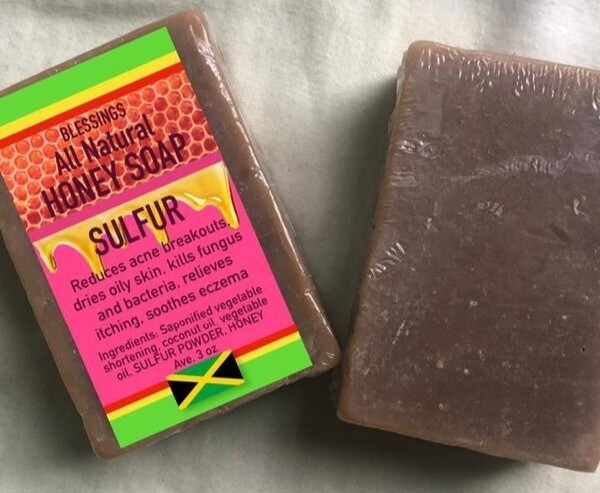 BLESSINGS
All Natural
HONEY SOAP
SULFUR
Reduces acne breakouts,
dries oily skin, kills fungus
and bacteria, relieves
itching, soothes eczema
Ingredients: Saponified vegetable
shortening, coconut oil, vegetable
oil. SULFUR POWDER. HONEY
Ave. 3 oz